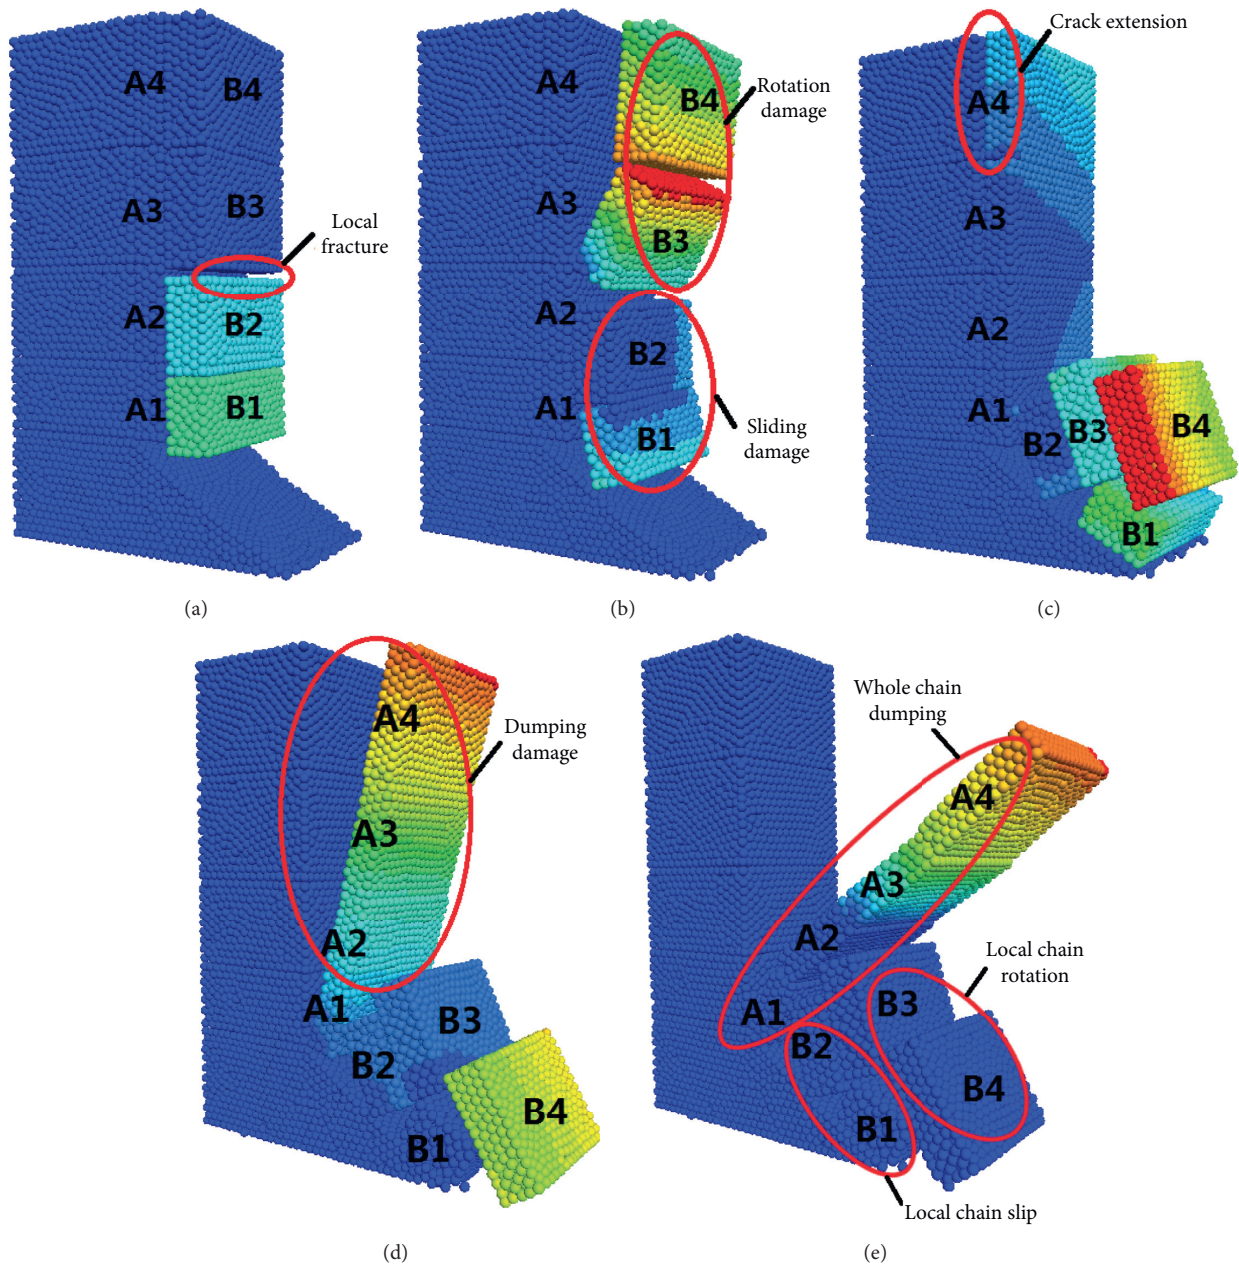 A4
B4
A3
B3
Local
fracture
A2
B2
A1
B1
(a)
A4
B4
Rotation
damage
A3
B3
A2
B2
A1
B1
Sliding
damage
(b)
Crack extension
A4
A3
A2
A1
B2
B3
B4
B1
(c)
A4
Dumping
damage
A3
A2
A1
B3
B2
B4
B1
(d)
Whole chain
dumping
A4
A3
A2
Local chain
rotation
A1
B3
B2
B4
B1
Local chain slip
(e)